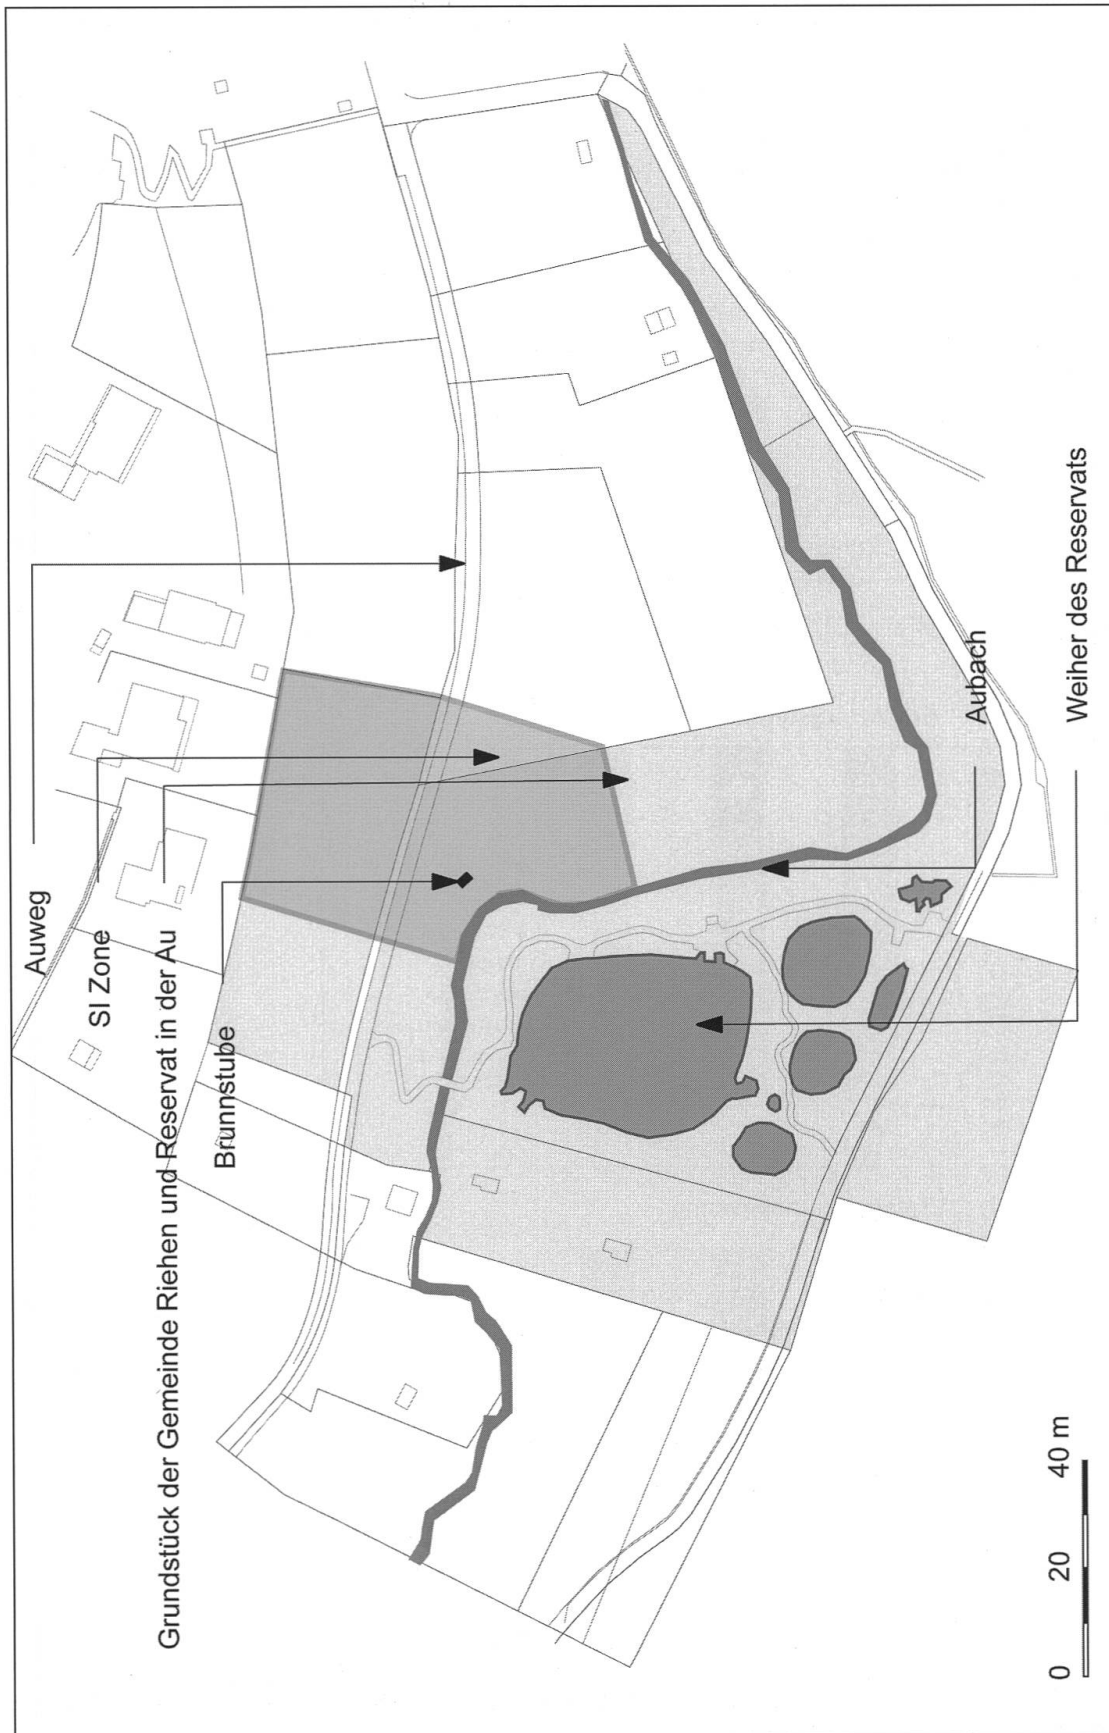 Auweg
SI Zone
Grundstück der Gemeinde Riehen und Reservat in der Au
Brunnstube
Aubach
Weiher des Reservats
0 20 40 m